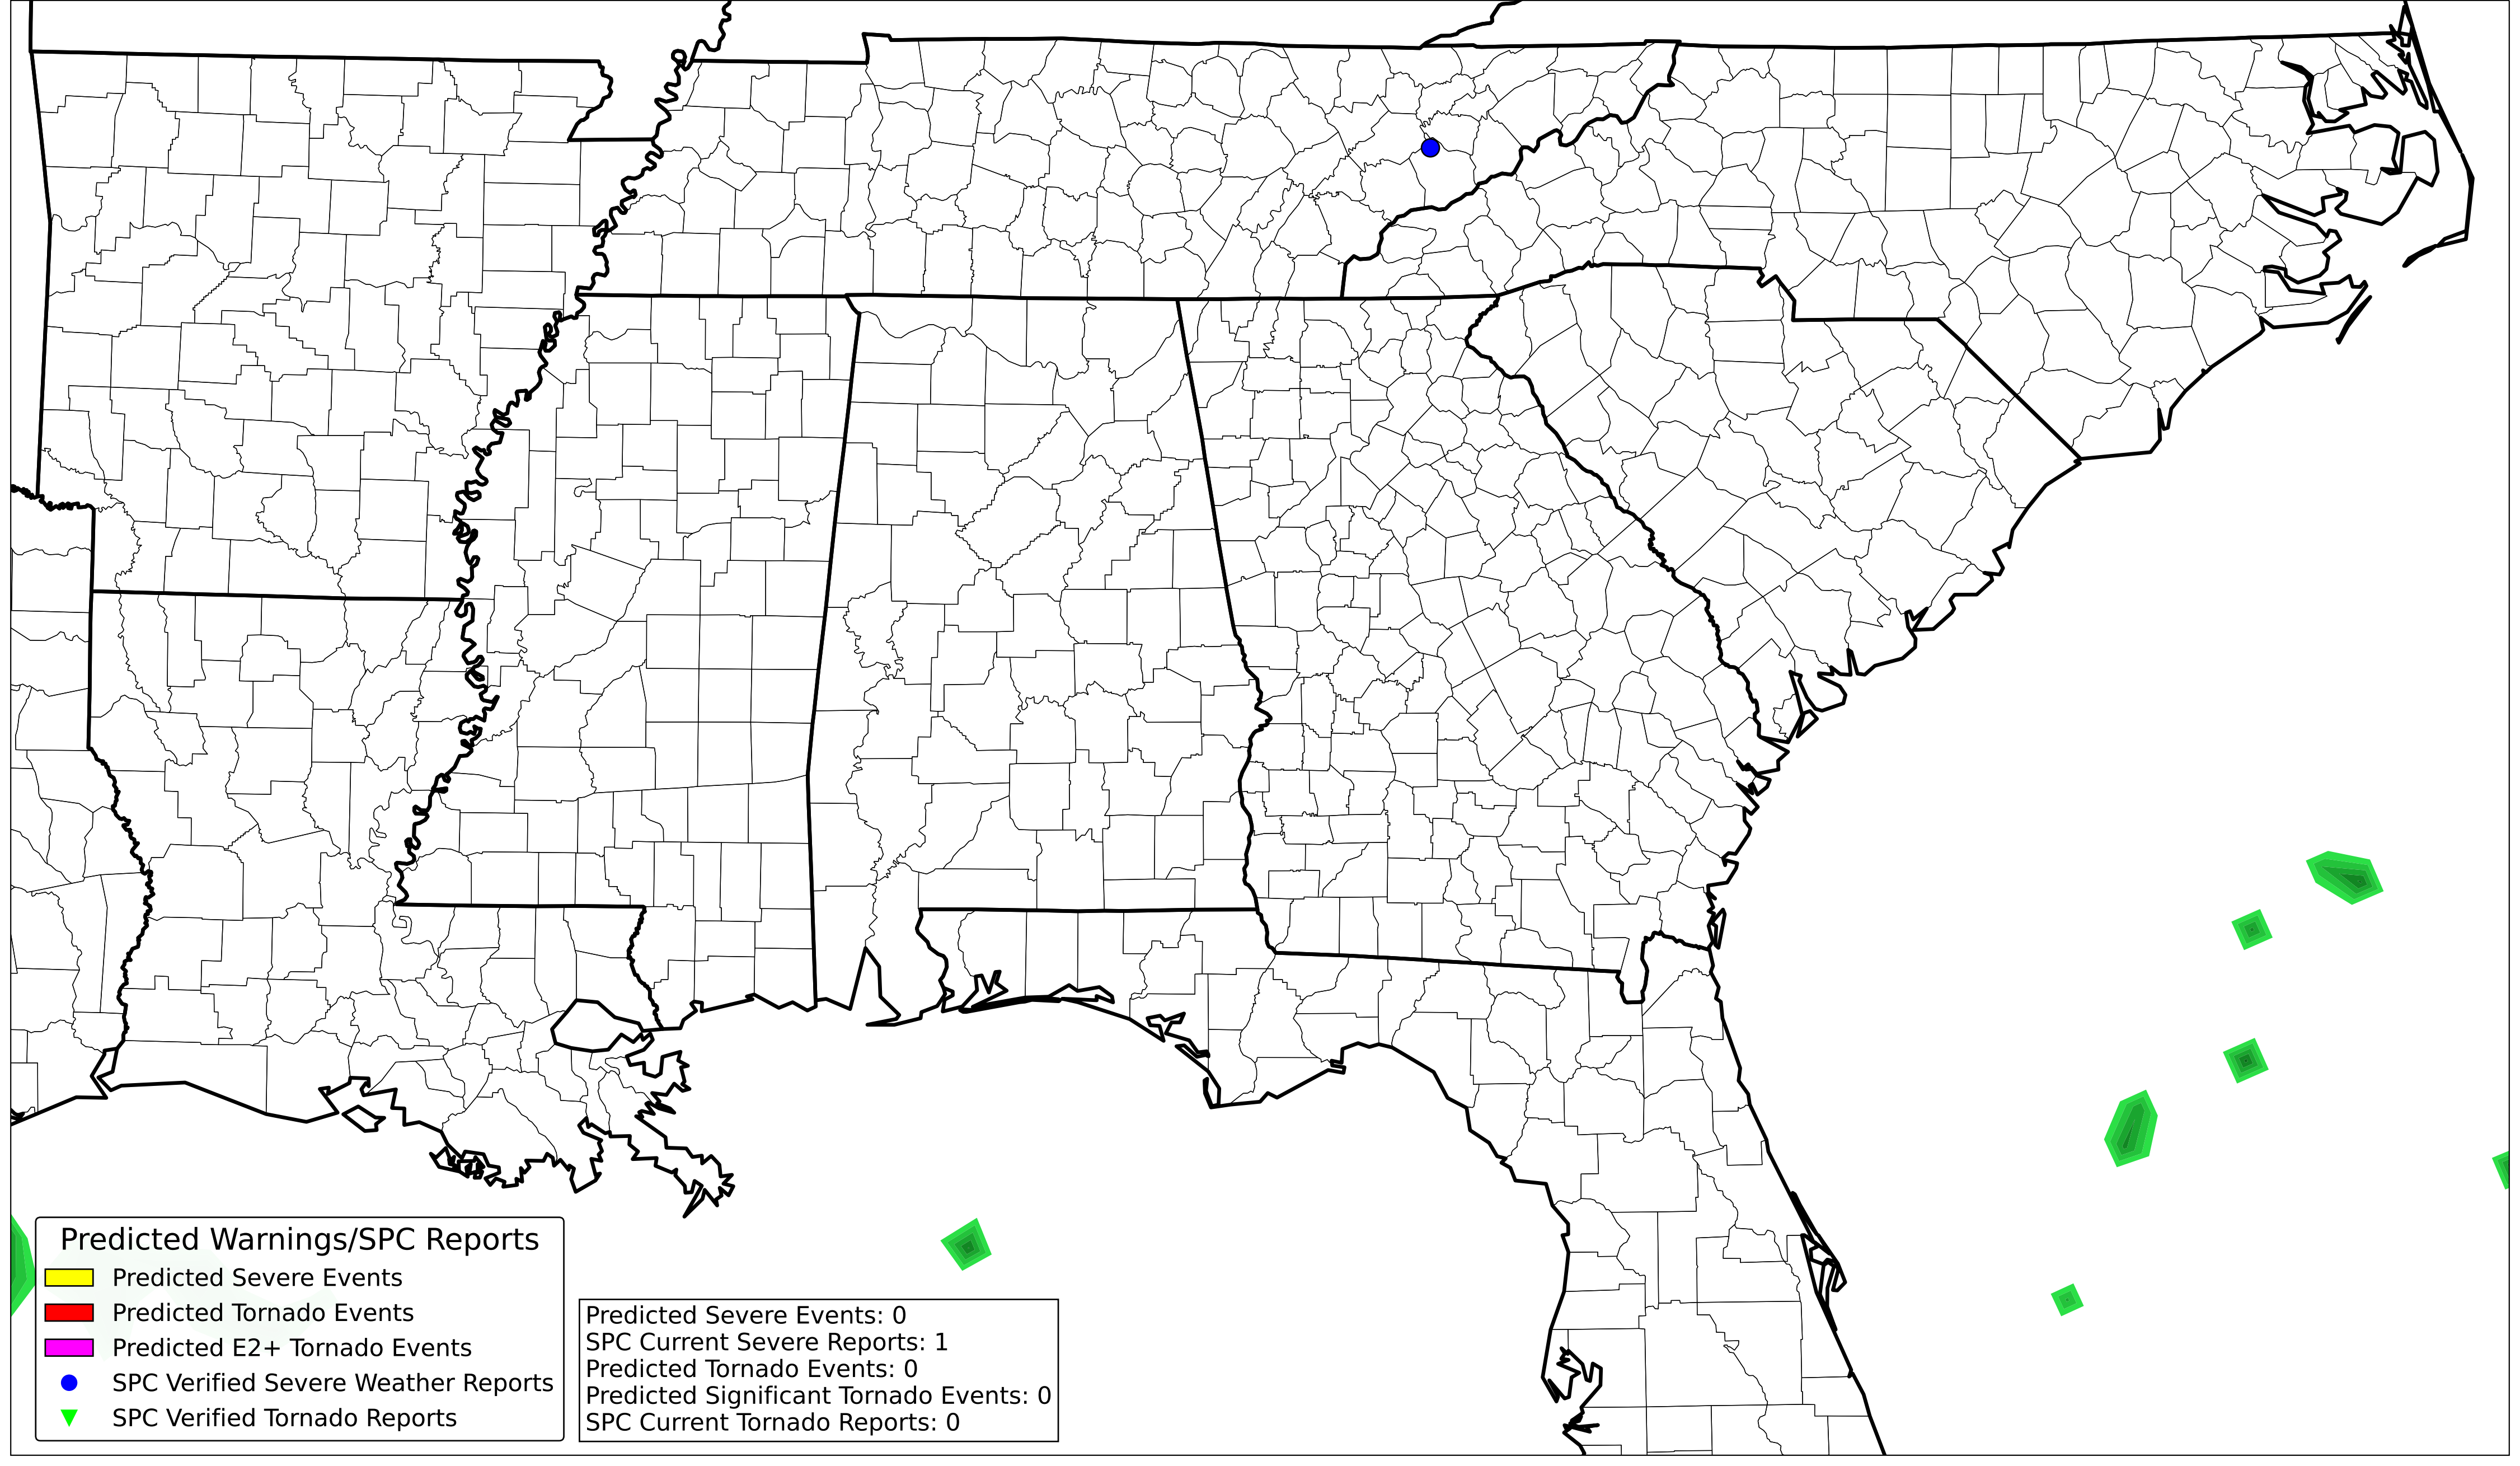 Predicted Warnings/SPC Reports
Predicted Severe Events
Predicted Tornado Events
Predicted E2+ Tornado Events
SPC Verified Severe Weather Reports
SPC Verified Tornado Reports
Predicted Severe Events: 0
SPC Current Severe Reports: 1
Predicted Tornado Events: 0
Predicted Significant Tornado Events: 0
SPC Current Tornado Reports: 0